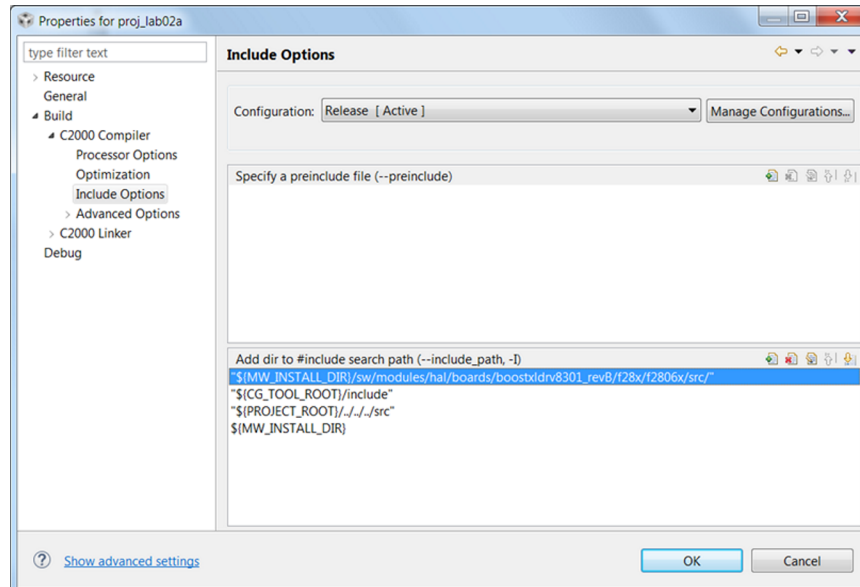 Properties for proj_lab02a
type filter text
Resource
General
Build
C2000 Compiler
Processor Options
Optimization
Include Options
Advanced Options
C2000 Linker
Debug
Include Options
Configuration: Release [ Active ] Manage Configurations...
Specify a preinclude file (--preinclude)
Add dir to #include search path (--include_path, -I)
"${MW_INSTALL_DIR}/sw/modules/hal/boards/boostxldrv8301_revB/f28x/f2806x/src/"
"${CG_TOOL_ROOT}/include"
"${PROJECT_ROOT}/../../../src"
${MW_INSTALL_DIR}
Show advanced settings
OK Cancel